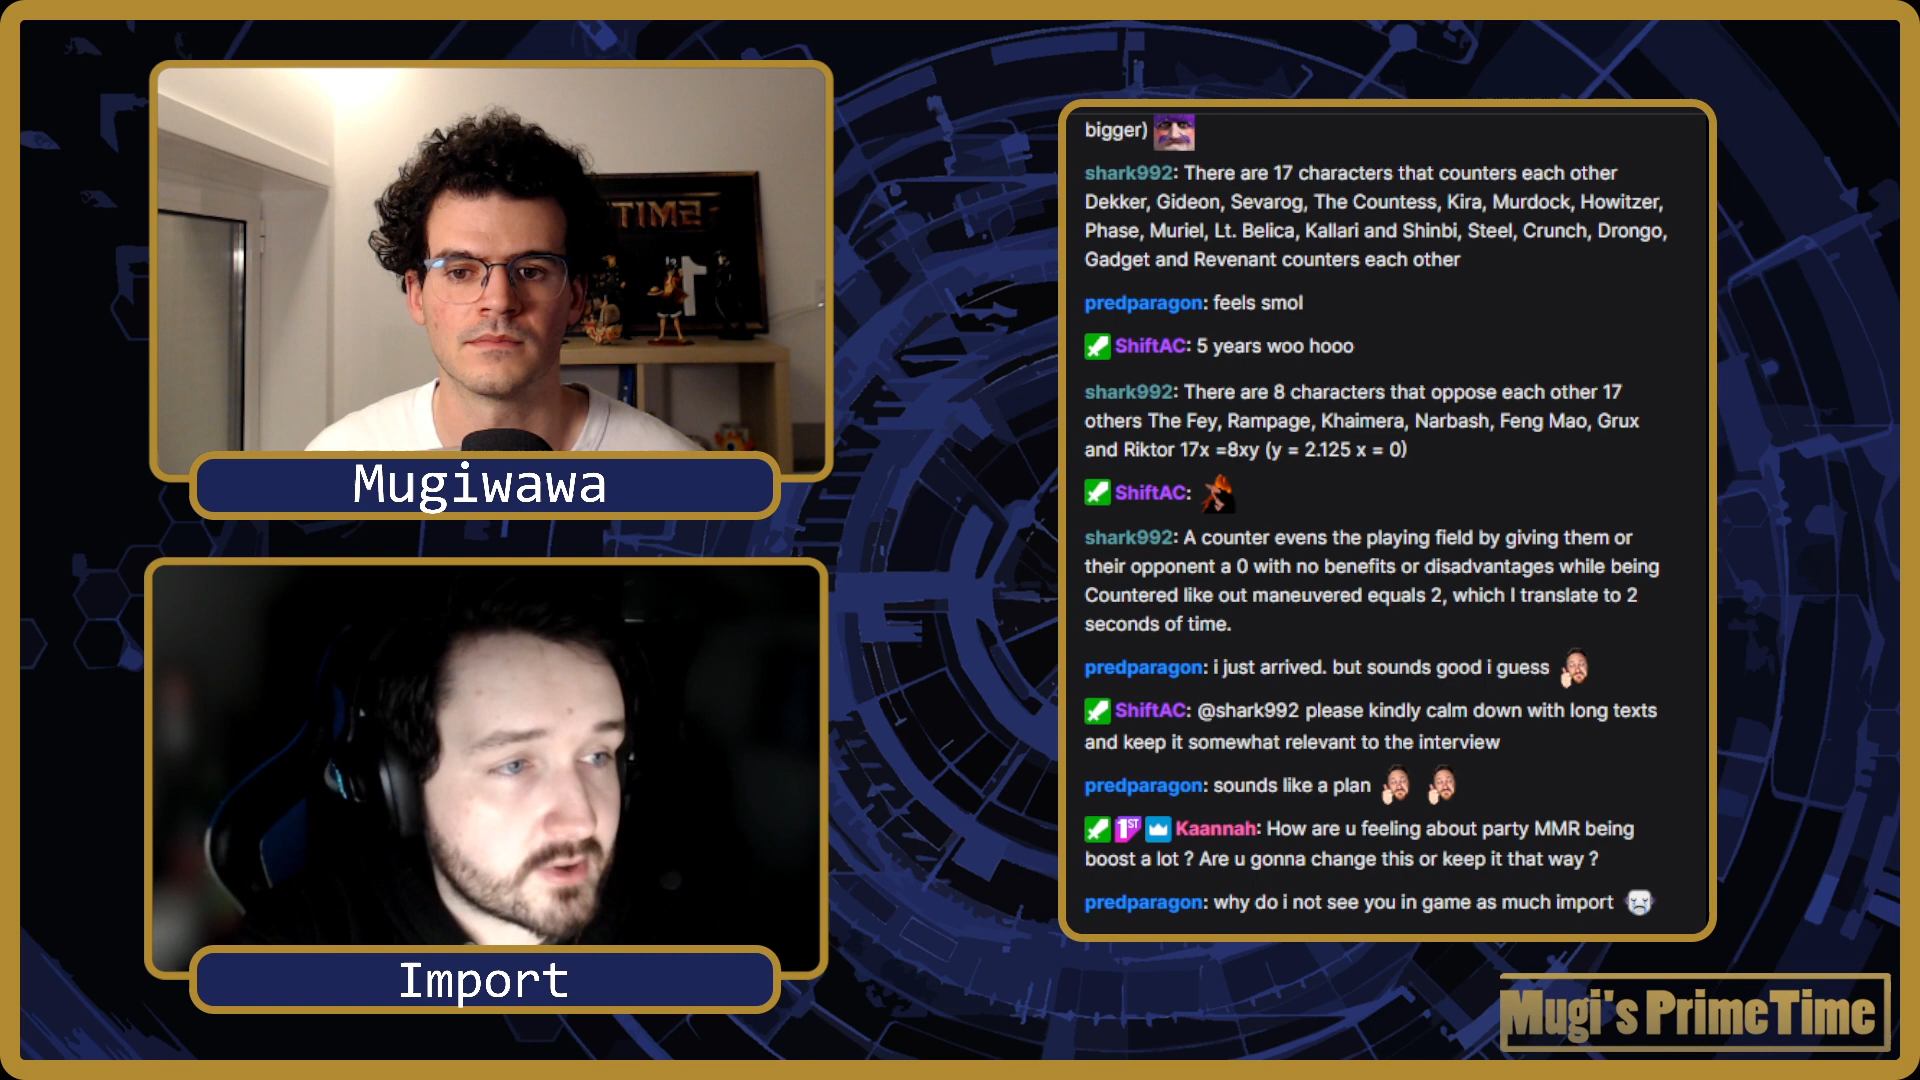 TIME
Mugiwawa
Import
bigger)
shark992: There are 17 characters that counters each other
Dekker, Gideon, Sevarog, The Countess, Kira, Murdock, Howitzer,
Phase, Muriel, Lt. Belica, Kallari and Shinbi, Steel, Crunch, Drongo,
Gadget and Revenant counters each other
predparagon: feels smol
ShiftAC: 5 years woo hooo
shark992: There are 8 characters that oppose each other 17
others The Fey, Rampage, Khaimera, Narbash, Feng Mao, Grux
and Riktor 17x =8xy (y = 2.125 x = 0)
ShiftAC:
shark992: A counter evens the playing field by giving them or
their opponent a 0 with no benefits or disadvantages while being
Countered like out maneuvered equals 2, which I translate to 2
seconds of time.
predparagon: i just arrived. but sounds good i guess
ShiftAC: @shark992 please kindly calm down with long texts
and keep it somewhat relevant to the interview
predparagon: sounds like a plan
1ST Kaannah: How are u feeling about party MMR being
boost a lot ? Are u gonna change this or keep it that way ?
predparagon: why do i not see you in game as much import
Mugi's PrimeTime